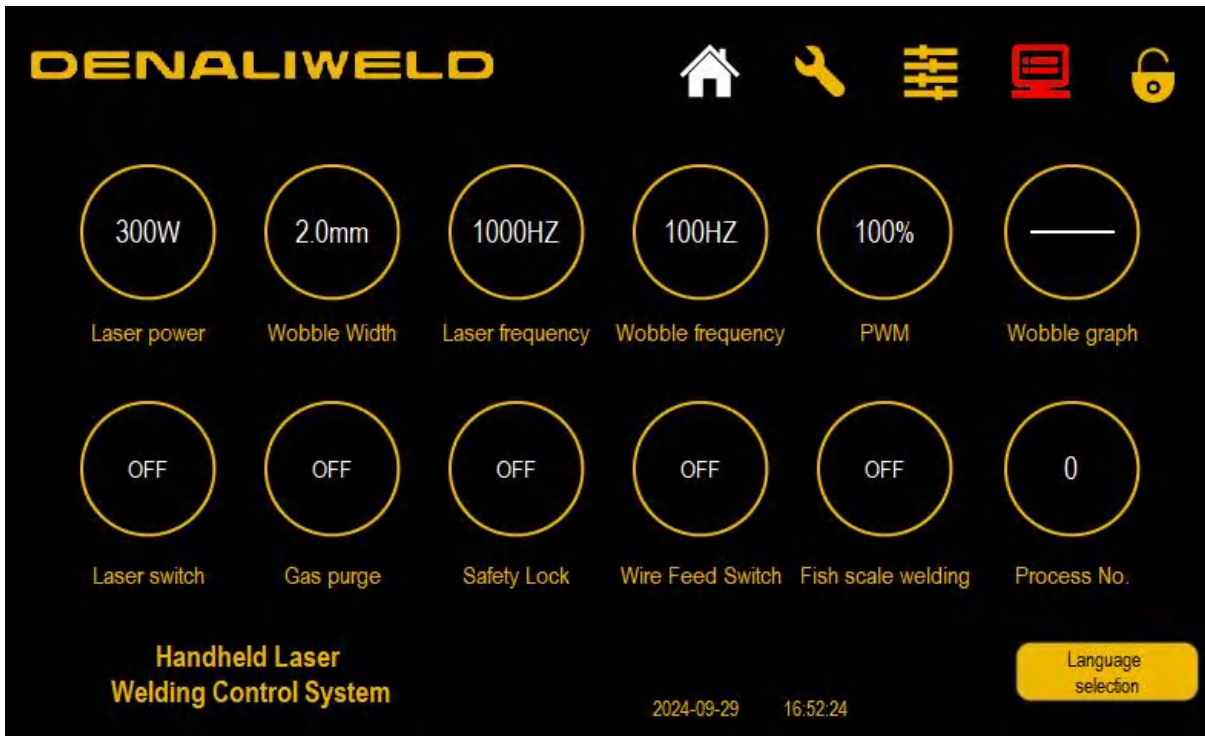 DENALIWELD
300W 2.0mm 1000HZ 100HZ 100%
Laser power Wobble Width Laser frequency Wobble frequency PWM Wobble graph
OFF OFF OFF OFF OFF 0
Laser switch Gas purge Safety Lock Wire Feed Switch Fish scale welding Process No.
Handheld Laser
Welding Control System
Language
selection
2024-09-29 16:52:24